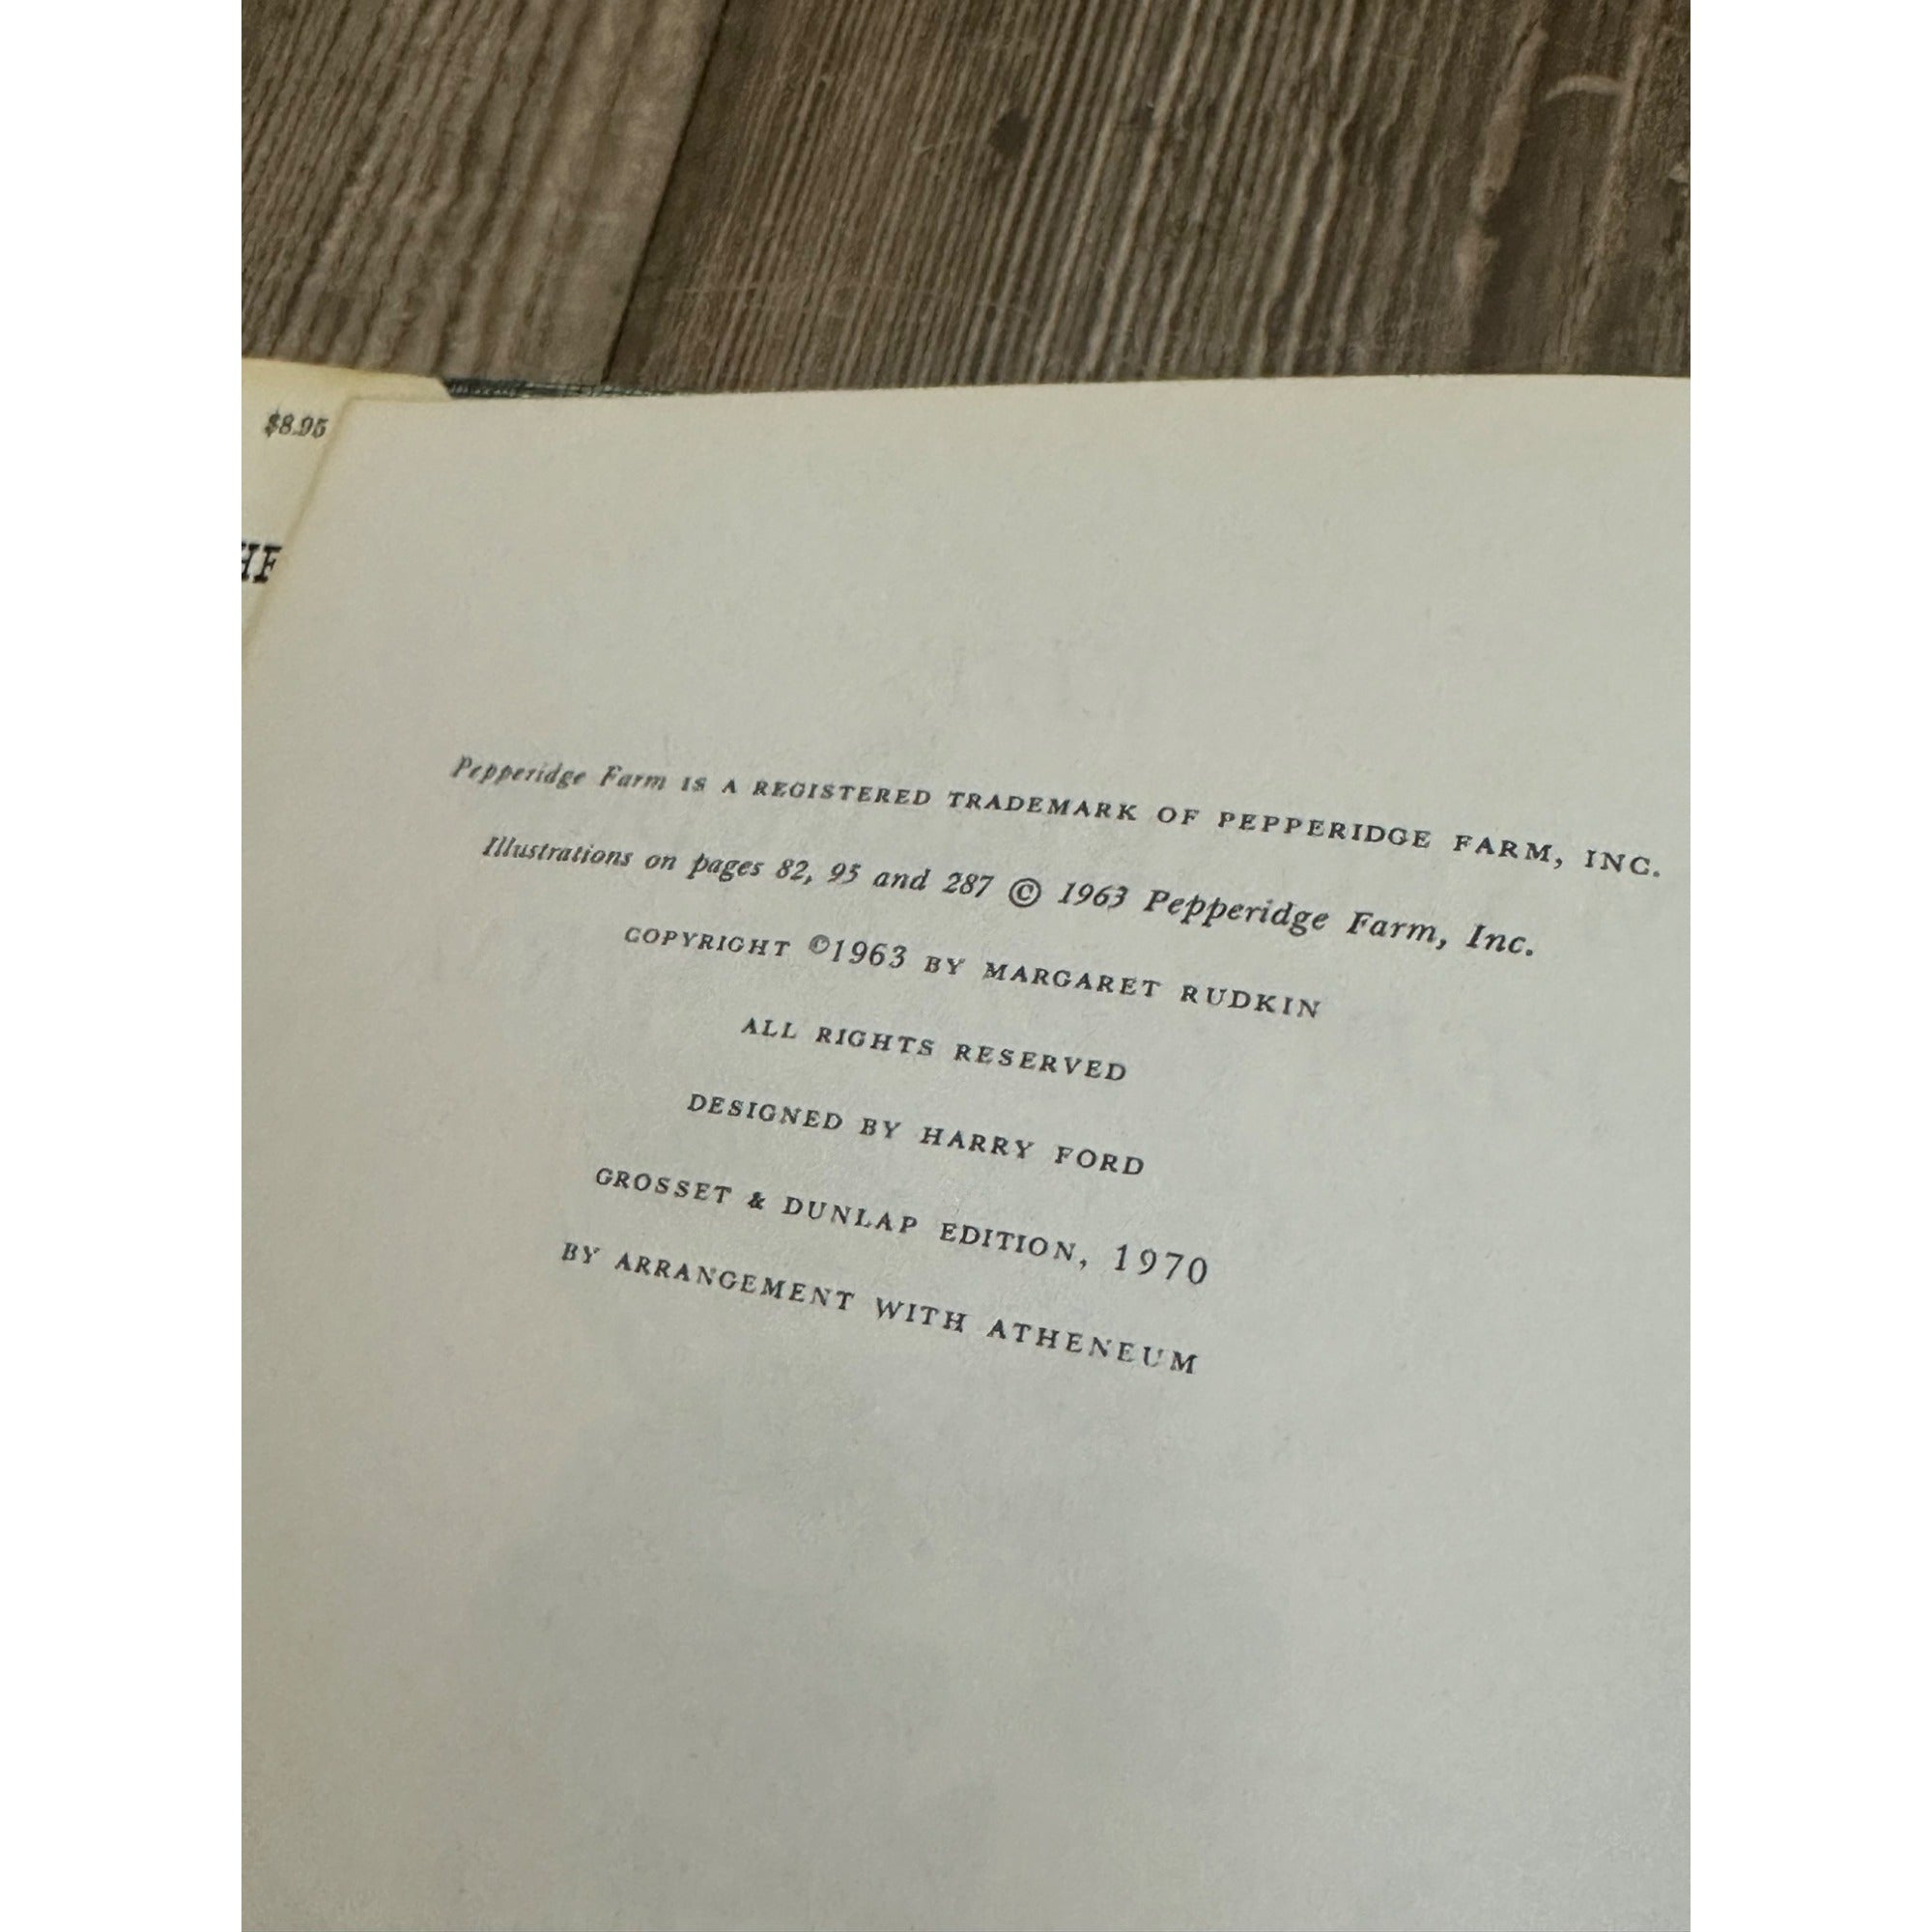 $8.95
HE
Pepperidge Farm IS A REGISTERED TRADEMARK OF PEPPERIDGE FARM, INC.
Illustrations on pages 82, 95 and 287 © 1963 Pepperidge Farm, Inc.
COPYRIGHT ©1963 BY MARGARET RUDKIN
ALL RIGHTS RESERVED
DESIGNED BY HARRY FORD
GROSSET & DUNLAP EDITION, 1970
BY ARRANGEMENT WITH ATHENEUM